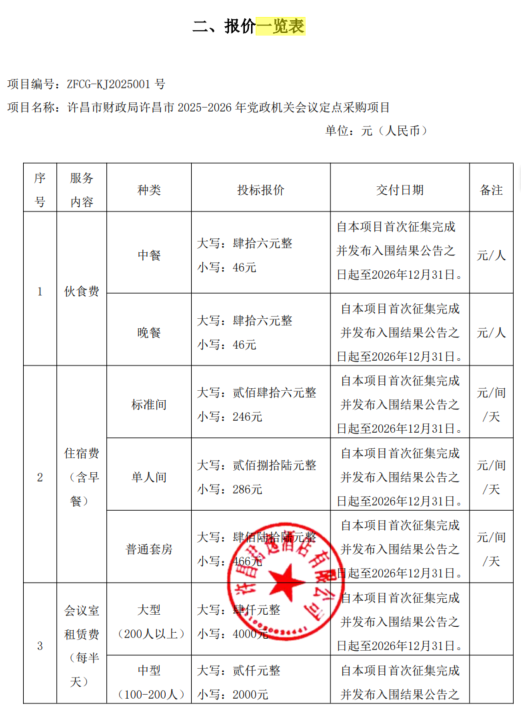 二、报价一览表
项目编号：ZFCG-KJ2025001 号
项目名称：许昌市财政局许昌市 2025-2026 年党政机关会议定点采购项目
单位：元（人民币）
序号 服务内容 种类 投标报价 交付日期 备注
1 伙食费
中餐
大写：肆拾六元整
小写：46元
自本项目首次征集完成
并发布入围结果公告之
日起至2026年12月31日。
元/人
晚餐
大写：肆拾六元整
小写：46元
自本项目首次征集完成
并发布入围结果公告之
日起至2026年12月31日。
元/人
2 住宿费（含早餐）
标准间
大写：贰佰肆拾六元整
小写：246元
自本项目首次征集完成
并发布入围结果公告之
日起至2026年12月31日。
元/间/天
单人间
大写：贰佰捌拾陆元整
小写：286元
自本项目首次征集完成
并发布入围结果公告之
日起至2026年12月31日。
元/间/天
普通套房
大写：肆佰陆拾陆元整
小写：466元
自本项目首次征集完成
并发布入围结果公告之
日起至2026年12月31日。
元/间/天
3 会议室租赁费（每半天）
大型
（200人以上）
大写：肆仟元整
小写：4000元
自本项目首次征集完成
并发布入围结果公告之
日起至2026年12月31日。
中型
（100-200人）
大写：贰仟元整
小写：2000元
自本项目首次征集完成
并发布入围结果公告之